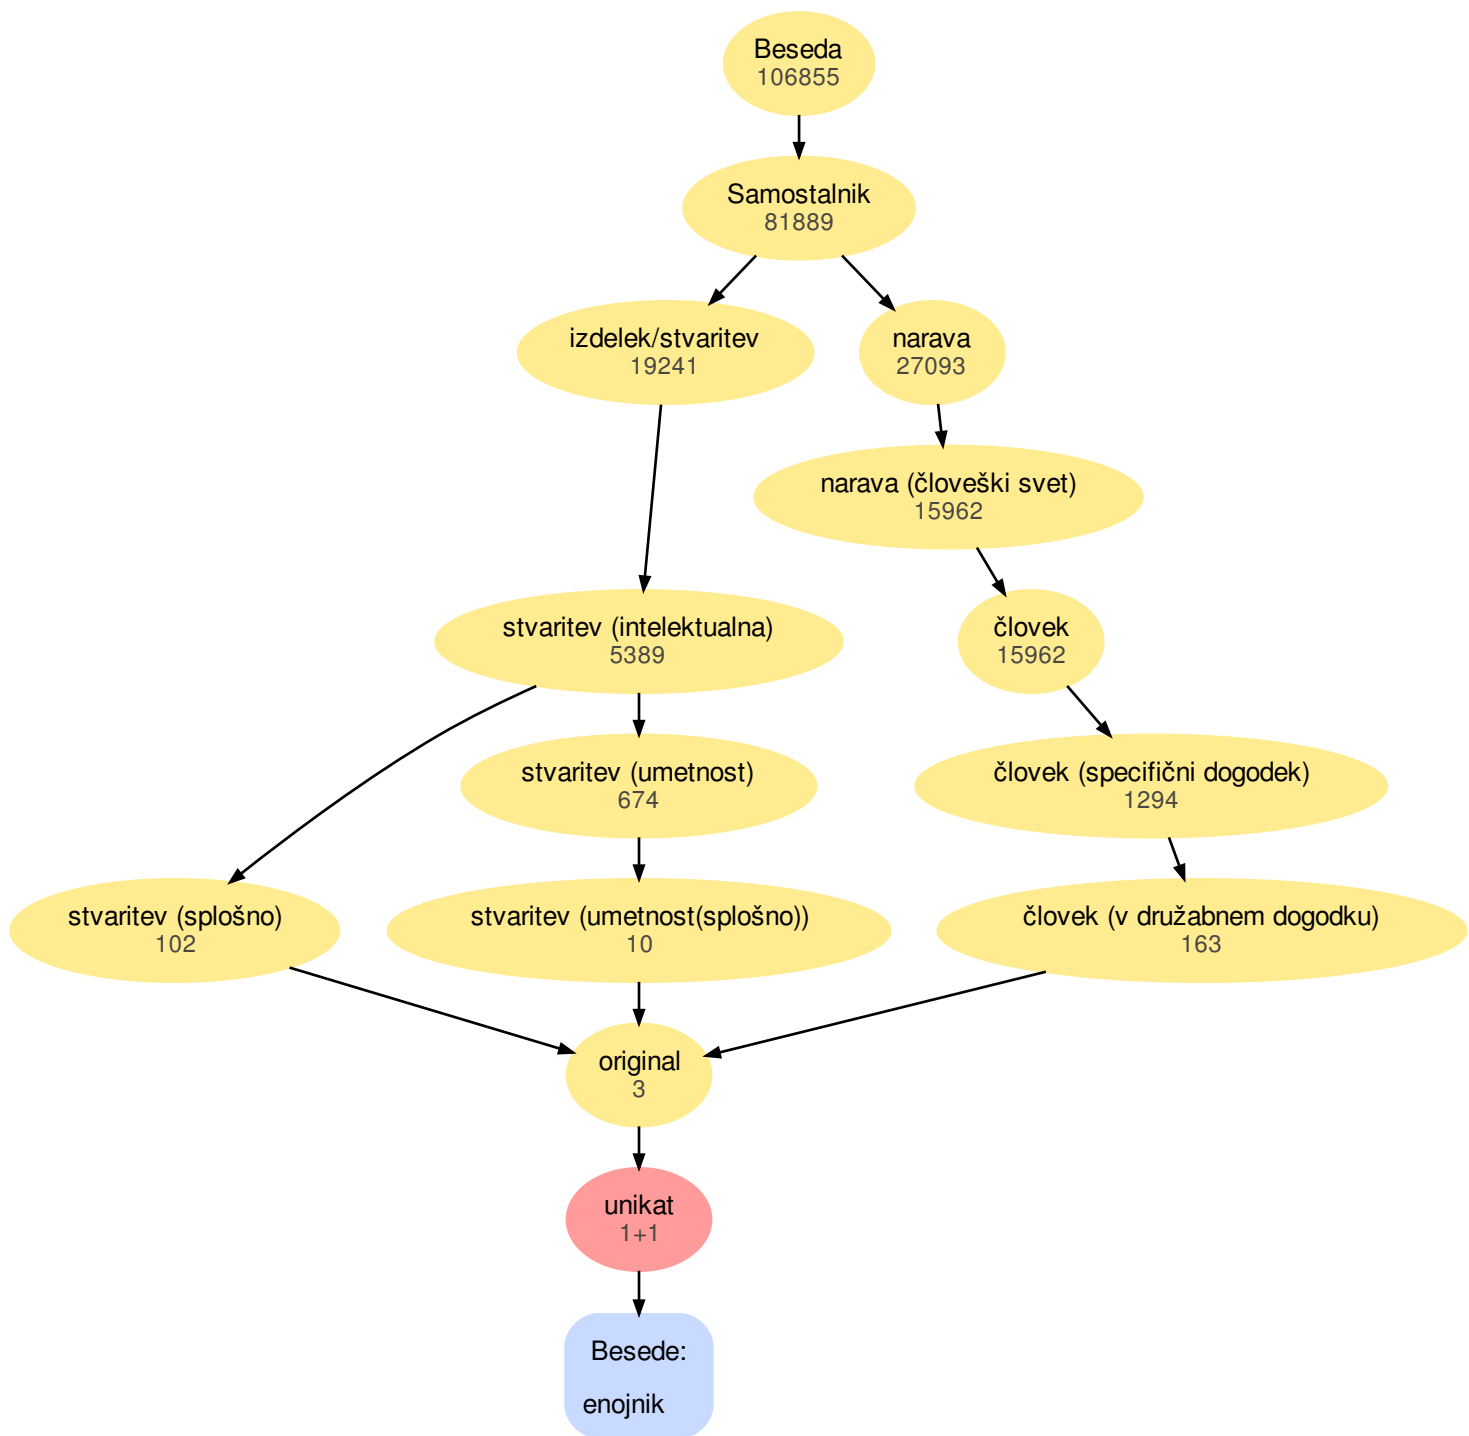 Beseda
106855
Samostalnik
81889
izdelek/stvaritev
19241
narava
27093
narava (človeški svet)
15962
stvaritev (intelektualna)
5389
človek
15962
stvaritev (umetnost)
674
človek (specifični dogodek)
1294
stvaritev (splošno)
102
stvaritev (umetnost(splošno))
10
človek (v družabnem dogodku)
163
original
3
unikat
1+1
Besede:
enojnik